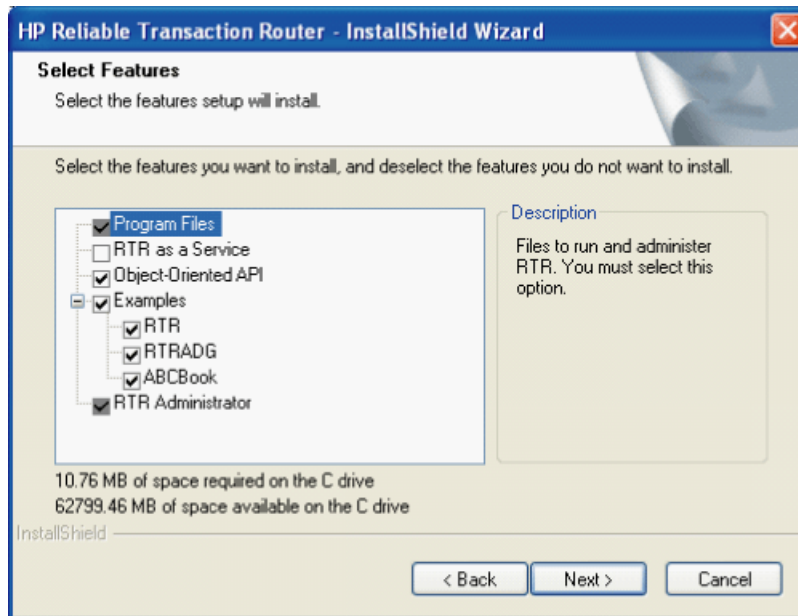 HP Reliable Transaction Router - InstallShield Wizard
Select Features
Select the features setup will install.
Select the features you want to install, and deselect the features you do not want to install.
Program Files
RTR as a Service
Object-Oriented API
Examples
RTR
RTRADG
ABCBook
RTR Administrator
Description
Files to run and administer
RTR. You must select this
option.
10.76 MB of space required on the C drive
62799.46 MB of space available on the C drive
InstallShield
< Back
Next >
Cancel